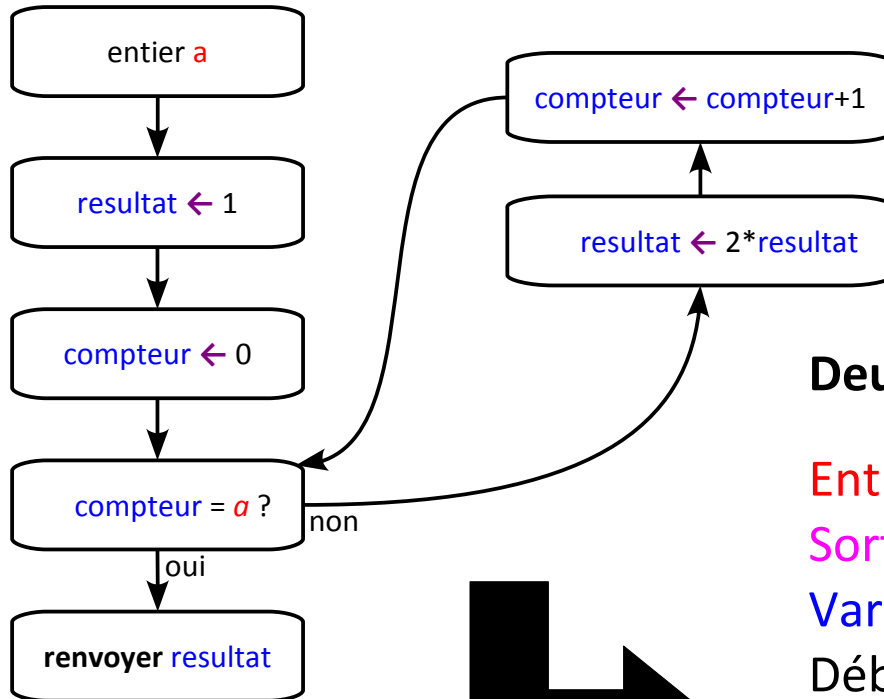 entier a
resultat ← 1
compteur ← 0
compteur = a ?
non
oui
renvoyer resultat
compteur ← compteur+1
resultat ← 2*resultat